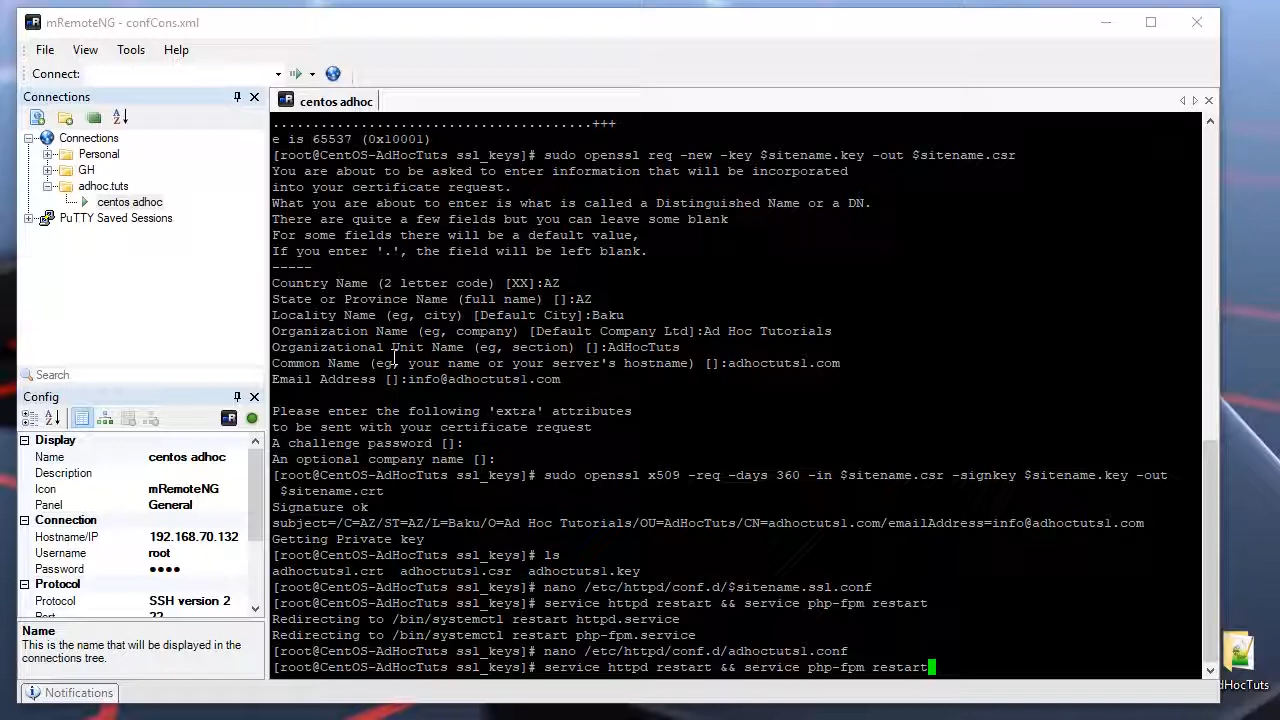 mRemoteNG - confCons.xml
File View Tools Help
Connect:
Connections
centos adhoc
Connections
Personal
GH
adhoc.tuts
centos adhoc
PuTTY Saved Sessions
Search
Config
Display
Name centos adhoc
Description
Icon mRemoteNG
Panel General
Connection
Hostname/IP 192.168.70.132
Username root
Password ●●●●
Protocol
Protocol SSH version 2
Port 22
Name
This is the name that will be displayed in the
connections tree.
Notifications
.......................................+++
e is 65537 (0x10001)
[root@CentOS-AdHocTuts ssl_keys]# sudo openssl req -new -key $sitename.key -out $sitename.csr
You are about to be asked to enter information that will be incorporated
into your certificate request.
What you are about to enter is what is called a Distinguished Name or a DN.
There are quite a few fields but you can leave some blank
For some fields there will be a default value,
If you enter '.', the field will be left blank.
-----
Country Name (2 letter code) [XX]:AZ
State or Province Name (full name) []:AZ
Locality Name (eg, city) [Default City]:Baku
Organization Name (eg, company) [Default Company Ltd]:Ad Hoc Tutorials
Organizational Unit Name (eg, section) []:AdHocTuts
Common Name (eg, your name or your server's hostname) []:adhoctuts1.com
Email Address []:info@adhoctuts1.com
Please enter the following 'extra' attributes
to be sent with your certificate request
A challenge password []:
An optional company name []:
[root@CentOS-AdHocTuts ssl_keys]# sudo openssl x509 -req -days 360 -in $sitename.csr -signkey $sitename.key -out
$sitename.crt
Signature ok
subject=/C=AZ/ST=AZ/L=Baku/O=Ad Hoc Tutorials/OU=AdHocTuts/CN=adhoctuts1.com/emailAddress=info@adhoctuts1.com
Getting Private key
[root@CentOS-AdHocTuts ssl_keys]# ls
adhoctuts1.crt adhoctuts1.csr adhoctuts1.key
[root@CentOS-AdHocTuts ssl_keys]# nano /etc/httpd/conf.d/$sitename.ssl.conf
[root@CentOS-AdHocTuts ssl_keys]# service httpd restart && service php-fpm restart
Redirecting to /bin/systemctl restart httpd.service
Redirecting to /bin/systemctl restart php-fpm.service
[root@CentOS-AdHocTuts ssl_keys]# nano /etc/httpd/conf.d/adhoctuts1.conf
[root@CentOS-AdHocTuts ssl_keys]# service httpd restart && service php-fpm restart
dHocTuts